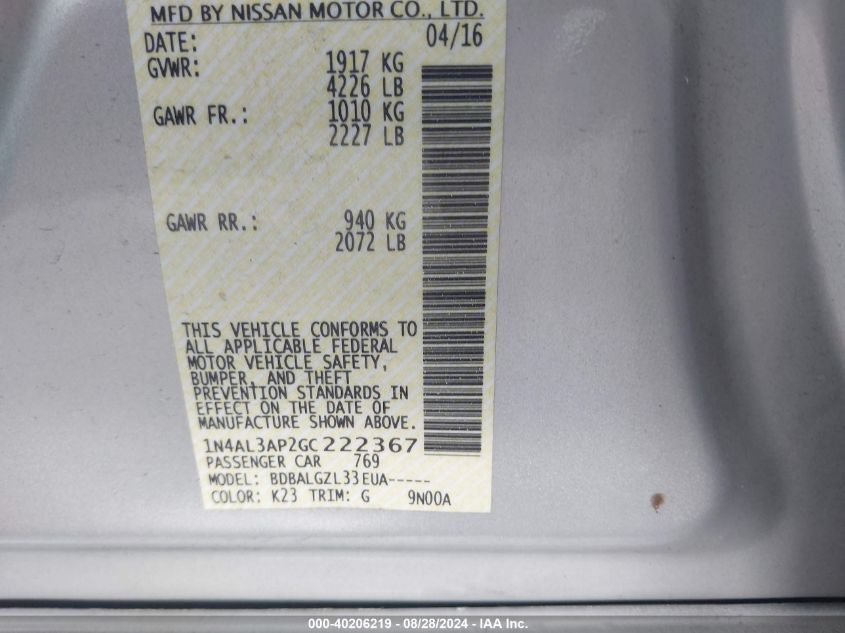 MFD BY NISSAN MOTOR CO., LTD.
DATE: 04/16
GVWR: 1917 KG
4226 LB
GAWR FR.: 1010 KG
2227 LB
GAWR RR.: 940 KG
2072 LB
THIS VEHICLE CONFORMS TO
ALL APPLICABLE FEDERAL
MOTOR VEHICLE SAFETY,
BUMPER, AND THEFT
PREVENTION STANDARDS IN
EFFECT ON THE DATE OF
MANUFACTURE SHOWN ABOVE.
1N4AL3AP2GC222367
PASSENGER CAR 769
MODEL: BDBALGZL33EUA-----
COLOR: K23 TRIM: G 9N00A
000-40206219 - 08/28/2024 - IAA Inc.